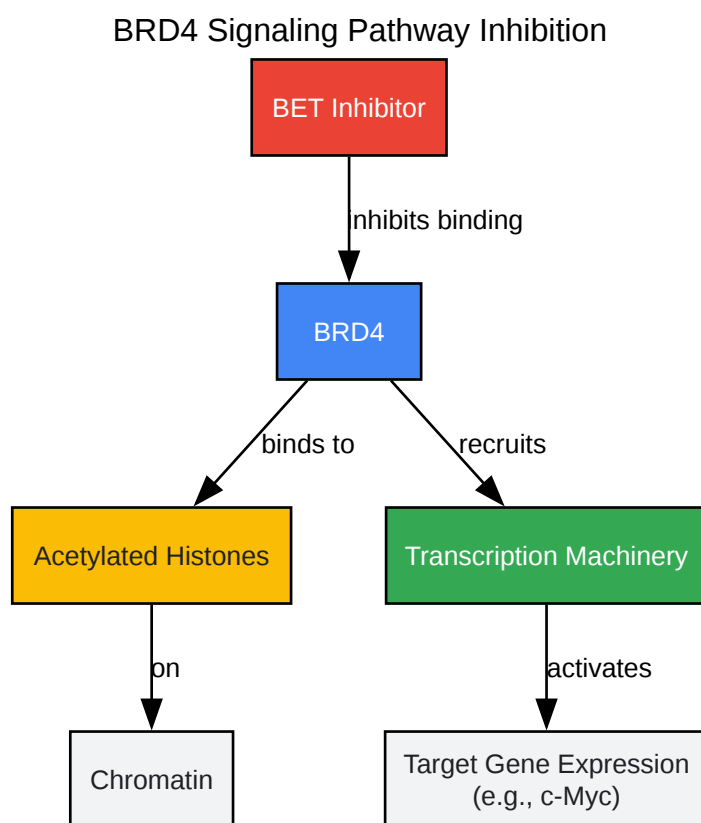 BRD4 Signaling Pathway Inhibition
BET Inhibitor
inhibits binding
BRD4
binds to
recruits
Acetylated Histones
Transcription Machinery
on
activates
Chromatin
Target Gene Expression
(e.g., c-Myc)